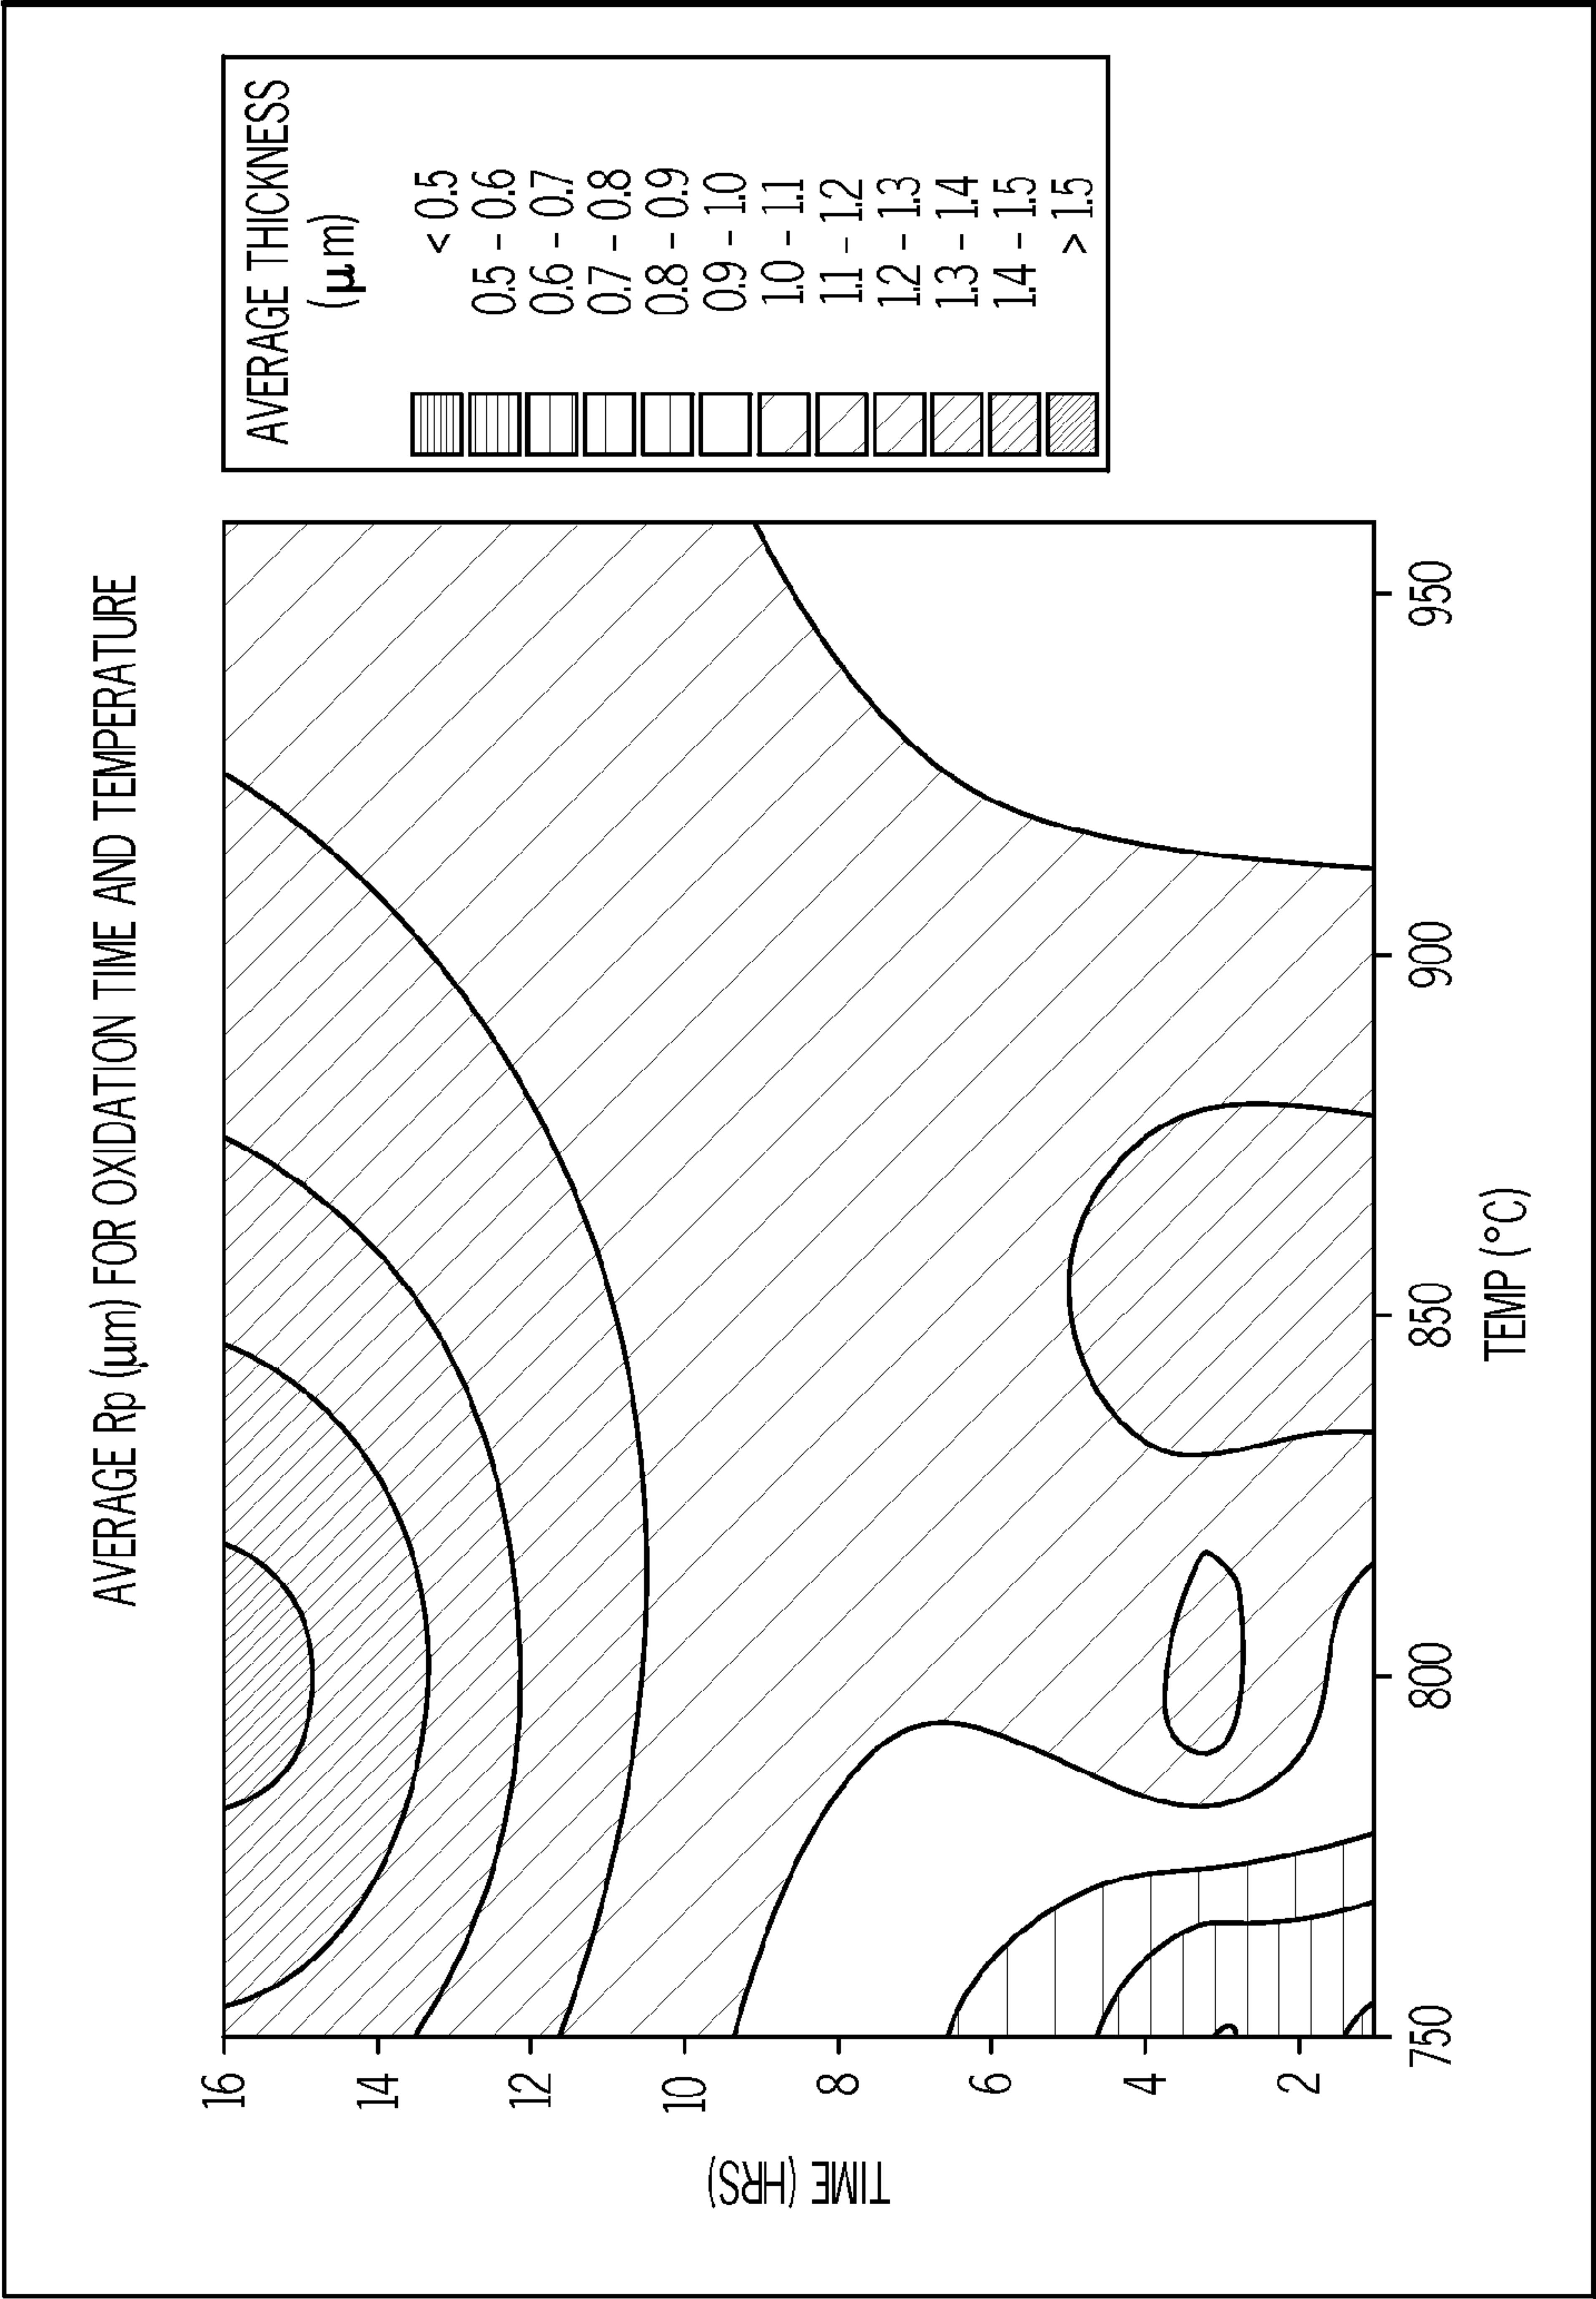 AVERAGE Rp (μm) FOR OXIDATION TIME AND TEMPERATURE
16
14
12
10
8
6
4
2
TIME (HRS)
750
800
850
900
950
TEMP (°C)
AVERAGE THICKNESS
(μm)
< 0.5
0.5 - 0.6
0.6 - 0.7
0.7 - 0.8
0.8 - 0.9
0.9 - 1.0
1.0 - 1.1
1.1 - 1.2
1.2 - 1.3
1.3 - 1.4
1.4 - 1.5
> 1.5